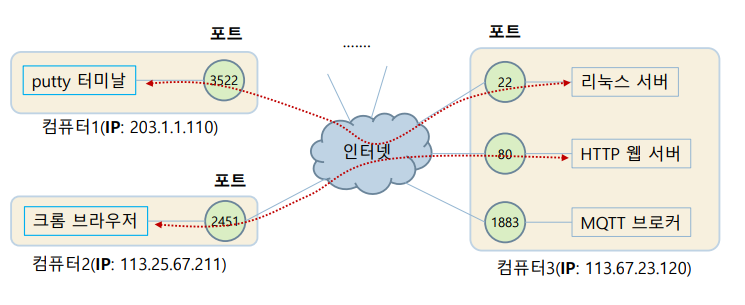 포트
포트
.......
putty 터미널
3522
22
리눅스 서버
컴퓨터1(IP: 203.1.1.110)
인터넷
80
HTTP 웹 서버
포트
크롬 브라우저
2451
1883
MQTT 브로커
컴퓨터2(IP: 113.25.67.211)
컴퓨터3(IP: 113.67.23.120)